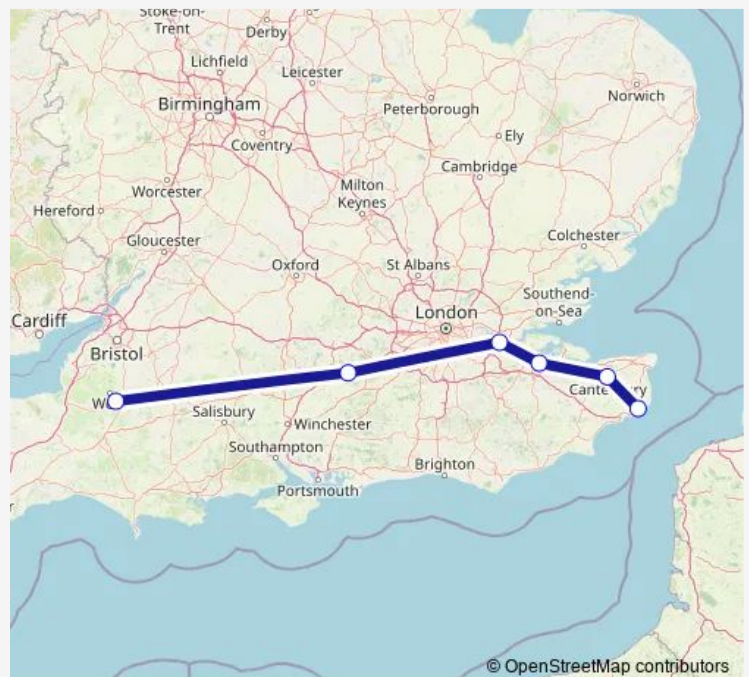 Stoke-on-
Trent
Derby
Lichfield
Leicester
Norwich
Birmingham
Peterborough
Coventry
Ely
Cambridge
Worcester
Milton
Keynes
Hereford
Gloucester
Colchester
Oxford
St Albans
Southend-
on-Sea
London
Cardiff
Bristol
Salisbury
Winchester
Southampton
Brighton
Portsmouth
© OpenStreetMap contributors